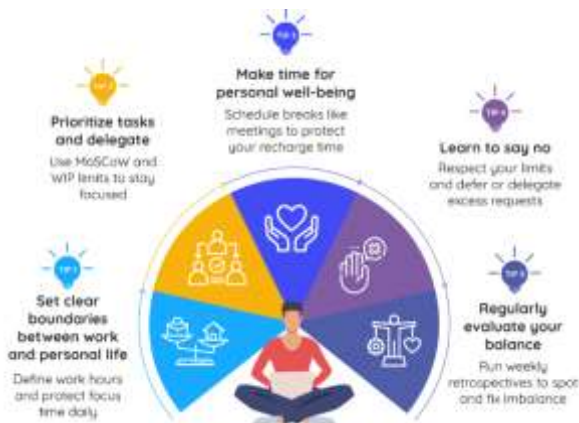 TIP 1
Set clear
boundaries
between work
and personal life
Define work hours
and protect focus
time daily
TIP 2
Prioritize tasks
and delegate
Use MoSCoW and
WIP limits to stay
focused
TIP 3
Make time for
personal well-being
Schedule breaks like
meetings to protect
your recharge time
TIP 4
Learn to say no
Respect your limits
and defer or delegate
excess requests
TIP 5
Regularly
evaluate your
balance
Run weekly
retrospectives to spot
and fix imbalance